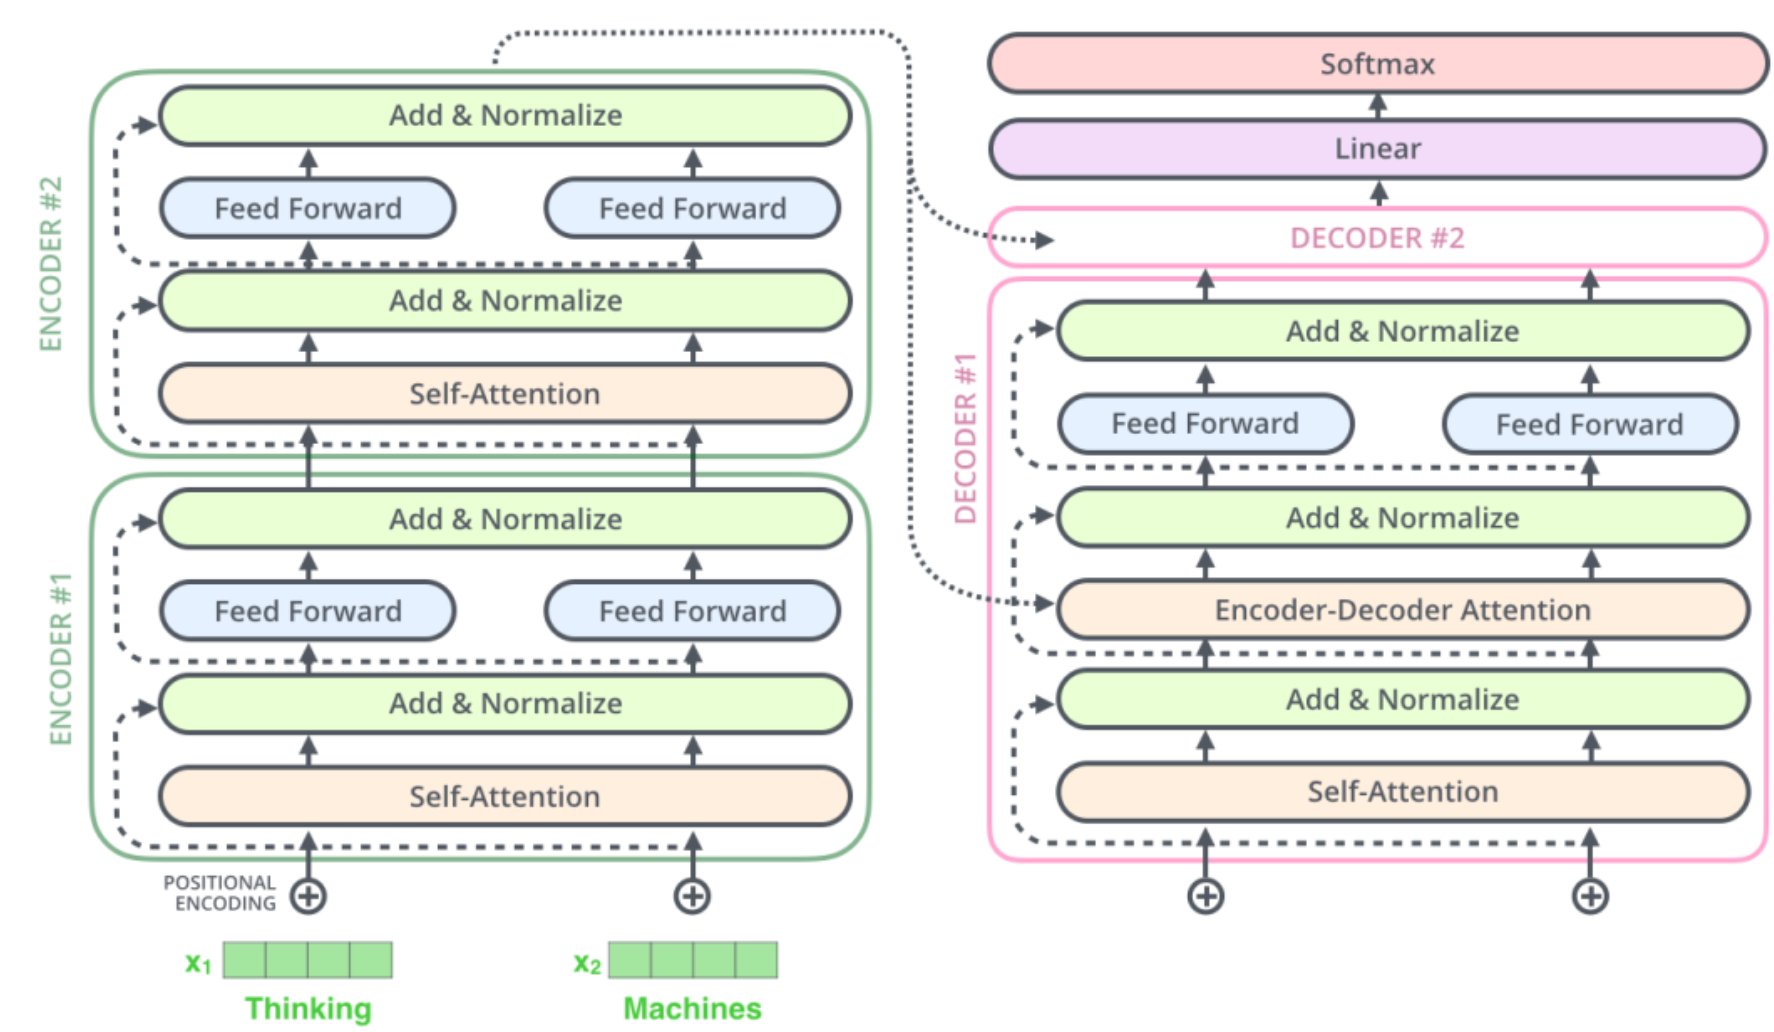 ENCODER #2
Add & Normalize
Feed Forward
Feed Forward
Add & Normalize
Self-Attention
ENCODER #1
Add & Normalize
Feed Forward
Feed Forward
Add & Normalize
Self-Attention
POSITIONAL
ENCODING
x₁
x₂
Thinking
Machines
Softmax
Linear
DECODER #2
DECODER #1
Add & Normalize
Feed Forward
Feed Forward
Add & Normalize
Encoder-Decoder Attention
Add & Normalize
Self-Attention